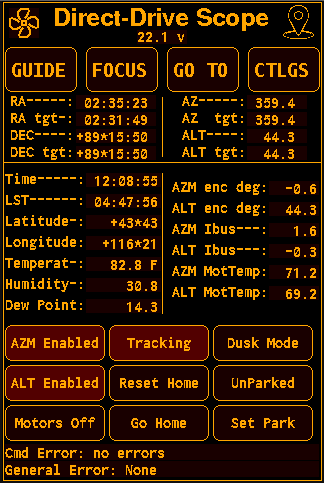 Direct-Drive Scope
22.1 v
GUIDE FOCUS GO TO CTLGS
RA-----: 02:35:23 AZ-----: 359.4
RA tgt-: 02:31:49 AZ tgt: 359.4
DEC----: +89*15:50 ALT----: 44.3
DEC tgt: +89*15:50 ALT tgt: 44.3
Time------: 12:08:55
LST-------: 04:47:56
Latitude-: +43*43
Longitude: +116*21
Temperat-: 82.8 F
Humidity-: 30.8
Dew Point: 14.3
AZM enc deg: -0.6
ALT enc deg: 44.3
AZM Ibus---: 1.6
ALT Ibus---: -0.3
AZM MotTemp: 71.2
ALT MotTemp: 69.2
AZM Enabled Tracking Dusk Mode
ALT Enabled Reset Home UnParked
Motors Off Go Home Set Park
Cmd Error: no errors
General Error: None